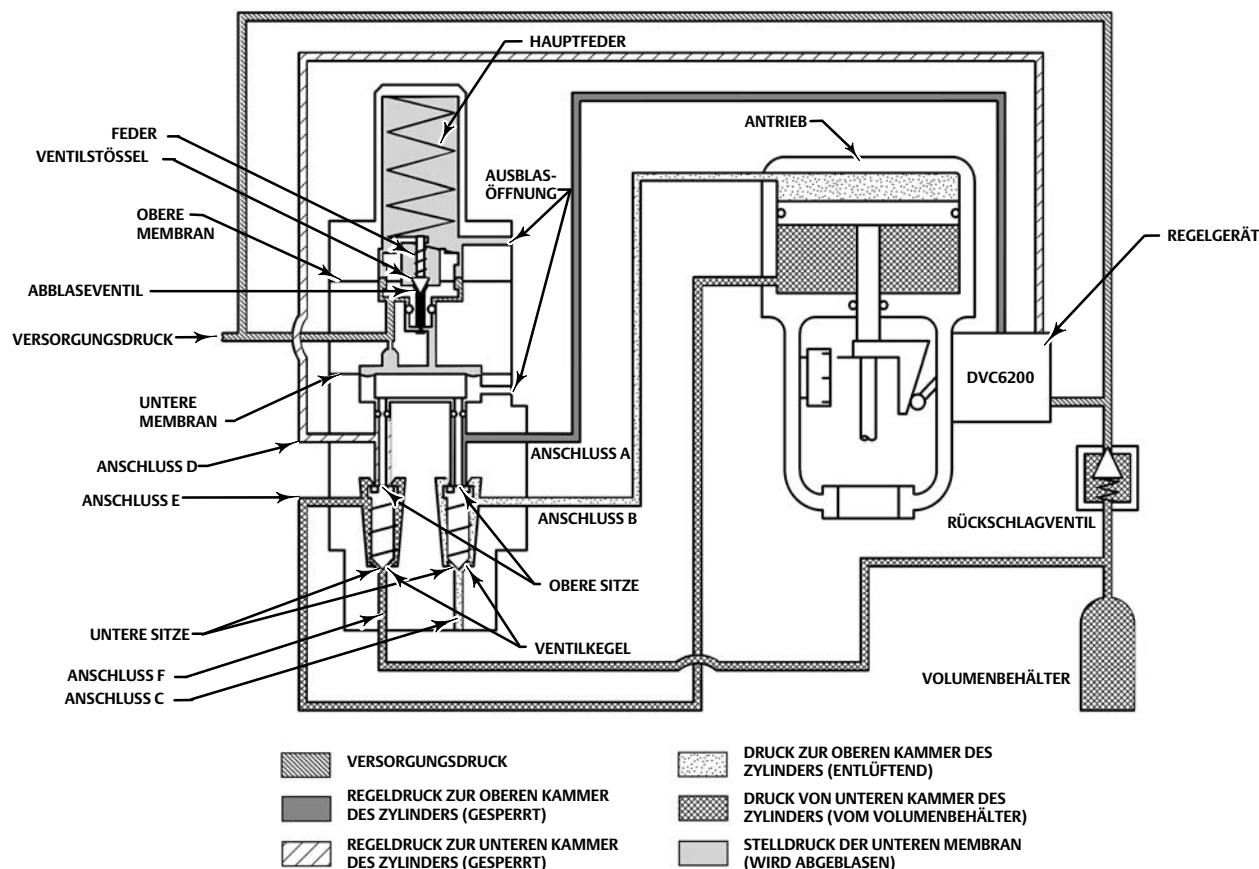 HAUPTFEDER
FEDER
VENTILSTÖSSEL
OBERE
MEMBRAN
ABBLASEVENTIL
VERSORGUNGSDRUCK
UNTERE
MEMBRAN
ANSCHLUSS D
ANSCHLUSS E
AUSBLAS-
ÖFFNUNG
ANTRIEB
REGELGERÄT
DVC6200
ANSCHLUSS A
ANSCHLUSS B
RÜCKSCHLAGVENTIL
OBERE SITZE
UNTERE SITZE
VENTILKEGEL
ANSCHLUSS F
ANSCHLUSS C
VOLUMENBEHÄLTER
VERSORGUNGSDRUCK
REGELDRUCK ZUR OBEREN KAMMER
DES ZYLINDERS (GESPERRT)
REGELDRUCK ZUR UNTEREN KAMMER
DES ZYLINDERS (GESPERRT)
DRUCK ZUR OBEREN KAMMER DES
ZYLINDERS (ENTLÜFTEND)
DRUCK VON UNTEREN KAMMER DES
ZYLINDERS (VOM VOLUMENBEHÄLTER)
STELLDRUCK DER UNTEREN MEMBRAN
(WIRD ABGEBLASEN)